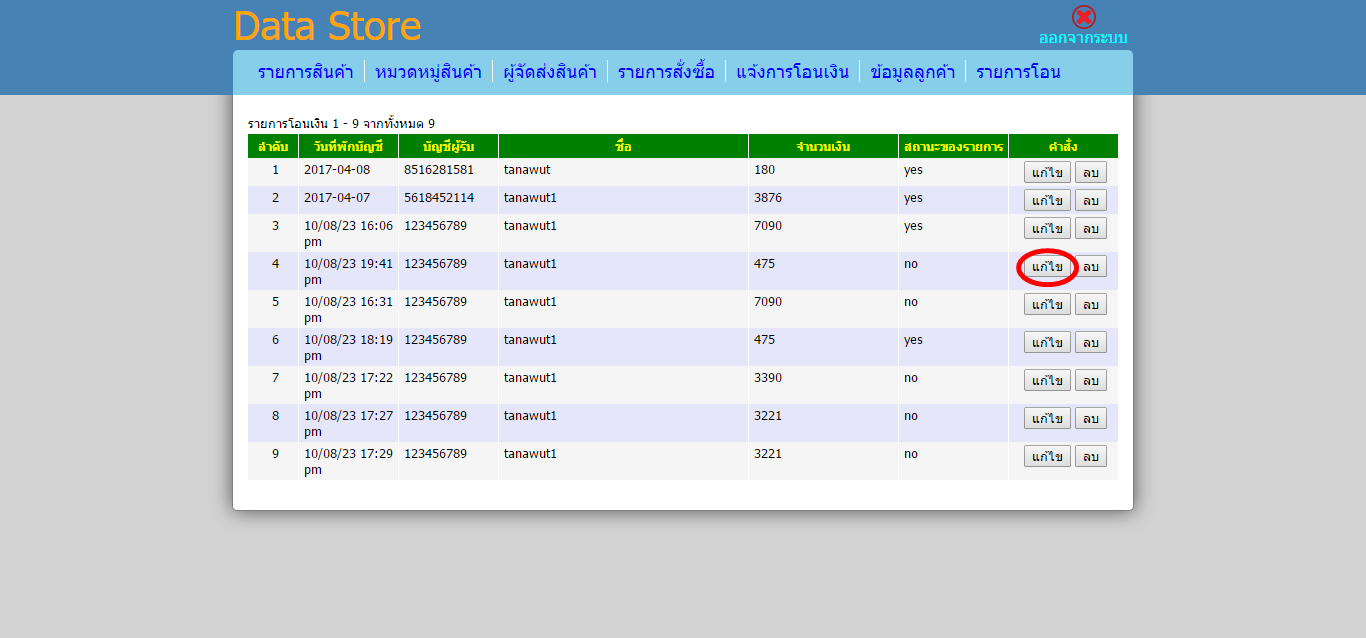 Data Store
ออกจากระบบ
รายการสินค้า หมวดหมู่สินค้า ผู้จัดส่งสินค้า รายการสั่งซื้อ แจ้งการโอนเงิน ข้อมูลลูกค้า รายการโอน
รายการโอนเงิน 1 - 9 จากทั้งหมด 9
ลำดับ วันที่พักบัญชี บัญชีผู้รับ ชื่อ จำนวนเงิน สถานะของรายการ คำสั่ง
1 2017-04-08 8516281581 tanawut 180 yes แก้ไข ลบ
2 2017-04-07 5618452114 tanawut1 3876 yes แก้ไข ลบ
3 10/08/23 16:06 123456789 tanawut1 7090 yes แก้ไข ลบ
pm
4 10/08/23 19:41 123456789 tanawut1 475 no แก้ไข ลบ
pm
5 10/08/23 16:31 123456789 tanawut1 7090 no แก้ไข ลบ
pm
6 10/08/23 18:19 123456789 tanawut1 475 yes แก้ไข ลบ
pm
7 10/08/23 17:22 123456789 tanawut1 3390 no แก้ไข ลบ
pm
8 10/08/23 17:27 123456789 tanawut1 3221 no แก้ไข ลบ
pm
9 10/08/23 17:29 123456789 tanawut1 3221 no แก้ไข ลบ
pm